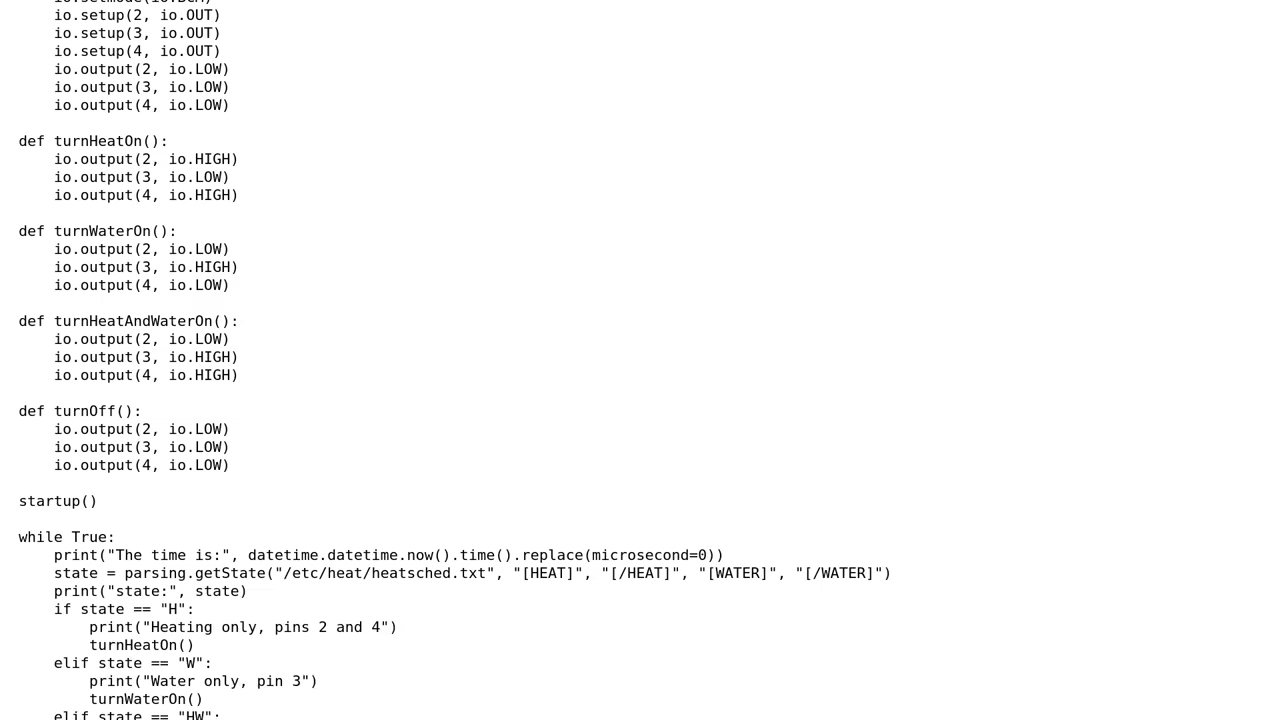 io.setmode(io.BCM)
    io.setup(2, io.OUT)
    io.setup(3, io.OUT)
    io.setup(4, io.OUT)
    io.output(2, io.LOW)
    io.output(3, io.LOW)
    io.output(4, io.LOW)

def turnHeatOn():
    io.output(2, io.HIGH)
    io.output(3, io.LOW)
    io.output(4, io.HIGH)

def turnWaterOn():
    io.output(2, io.LOW)
    io.output(3, io.HIGH)
    io.output(4, io.LOW)

def turnHeatAndWaterOn():
    io.output(2, io.LOW)
    io.output(3, io.HIGH)
    io.output(4, io.HIGH)

def turnOff():
    io.output(2, io.LOW)
    io.output(3, io.LOW)
    io.output(4, io.LOW)

startup()

while True:
    print("The time is:", datetime.datetime.now().time().replace(microsecond=0))
    state = parsing.getState("/etc/heat/heatsched.txt", "[HEAT]", "[/HEAT]", "[WATER]", "[/WATER]")
    print("state:", state)
    if state == "H":
        print("Heating only, pins 2 and 4")
        turnHeatOn()
    elif state == "W":
        print("Water only, pin 3")
        turnWaterOn()
    elif state == "HW":